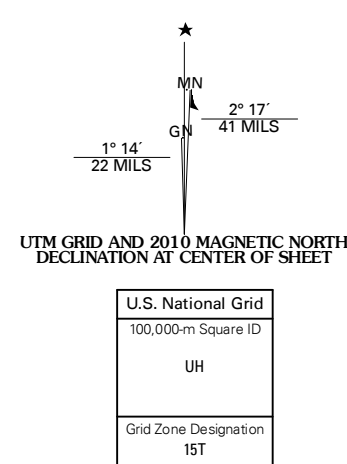 MN
2° 17´
41 MILS
GN
1° 14´
22 MILS
UTM GRID AND 2010 MAGNETIC NORTH
DECLINATION AT CENTER OF SHEET
U.S. National Grid
100,000-m Square ID
UH
Grid Zone Designation
15T